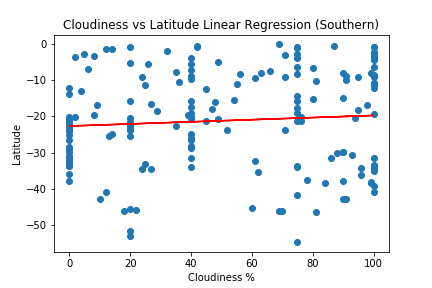 Cloudiness vs Latitude Linear Regression (Southern)
0
−10
−20
−30
−40
−50
Latitude
0 20 40 60 80 100
Cloudiness %